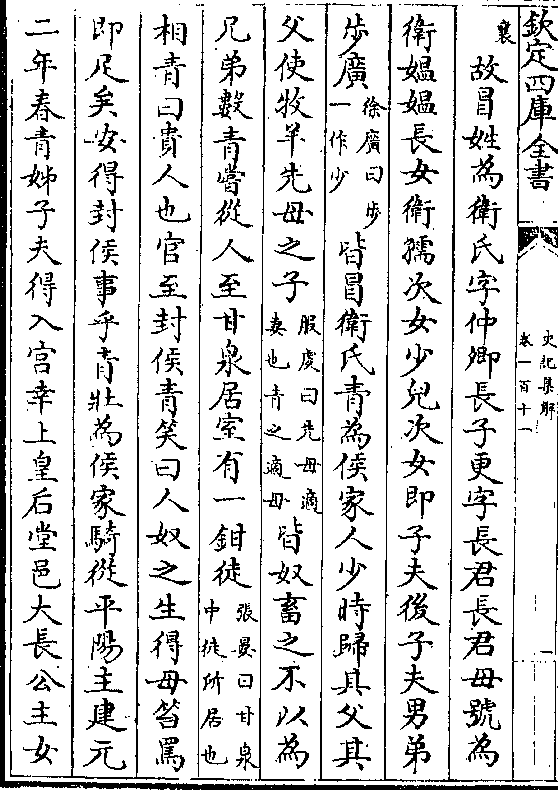 欽定四庫全書
史記集解
卷一百十一
一
襄
故冒姓為衛氏字仲卿長子更字長君長君母號為
衛媼媼長女衛孺次女少兒次女即子夫後子夫男弟
步廣徐廣曰步一作少皆冒衛氏青為侯家人少時歸其父其
父使牧羊先母之子服虔曰先母適妻也青之適母皆奴畜之不以為
兄弟數青嘗從人至甘泉居室有一鉗徒張晏曰甘泉中徒所居也
相青曰貴人也官至封侯青笑曰人奴之生得母笞罵
即足矣安得封侯事乎青壯為侯家騎從平陽主建元
二年春青姊子夫得入宮幸上皇后堂邑大長公主女